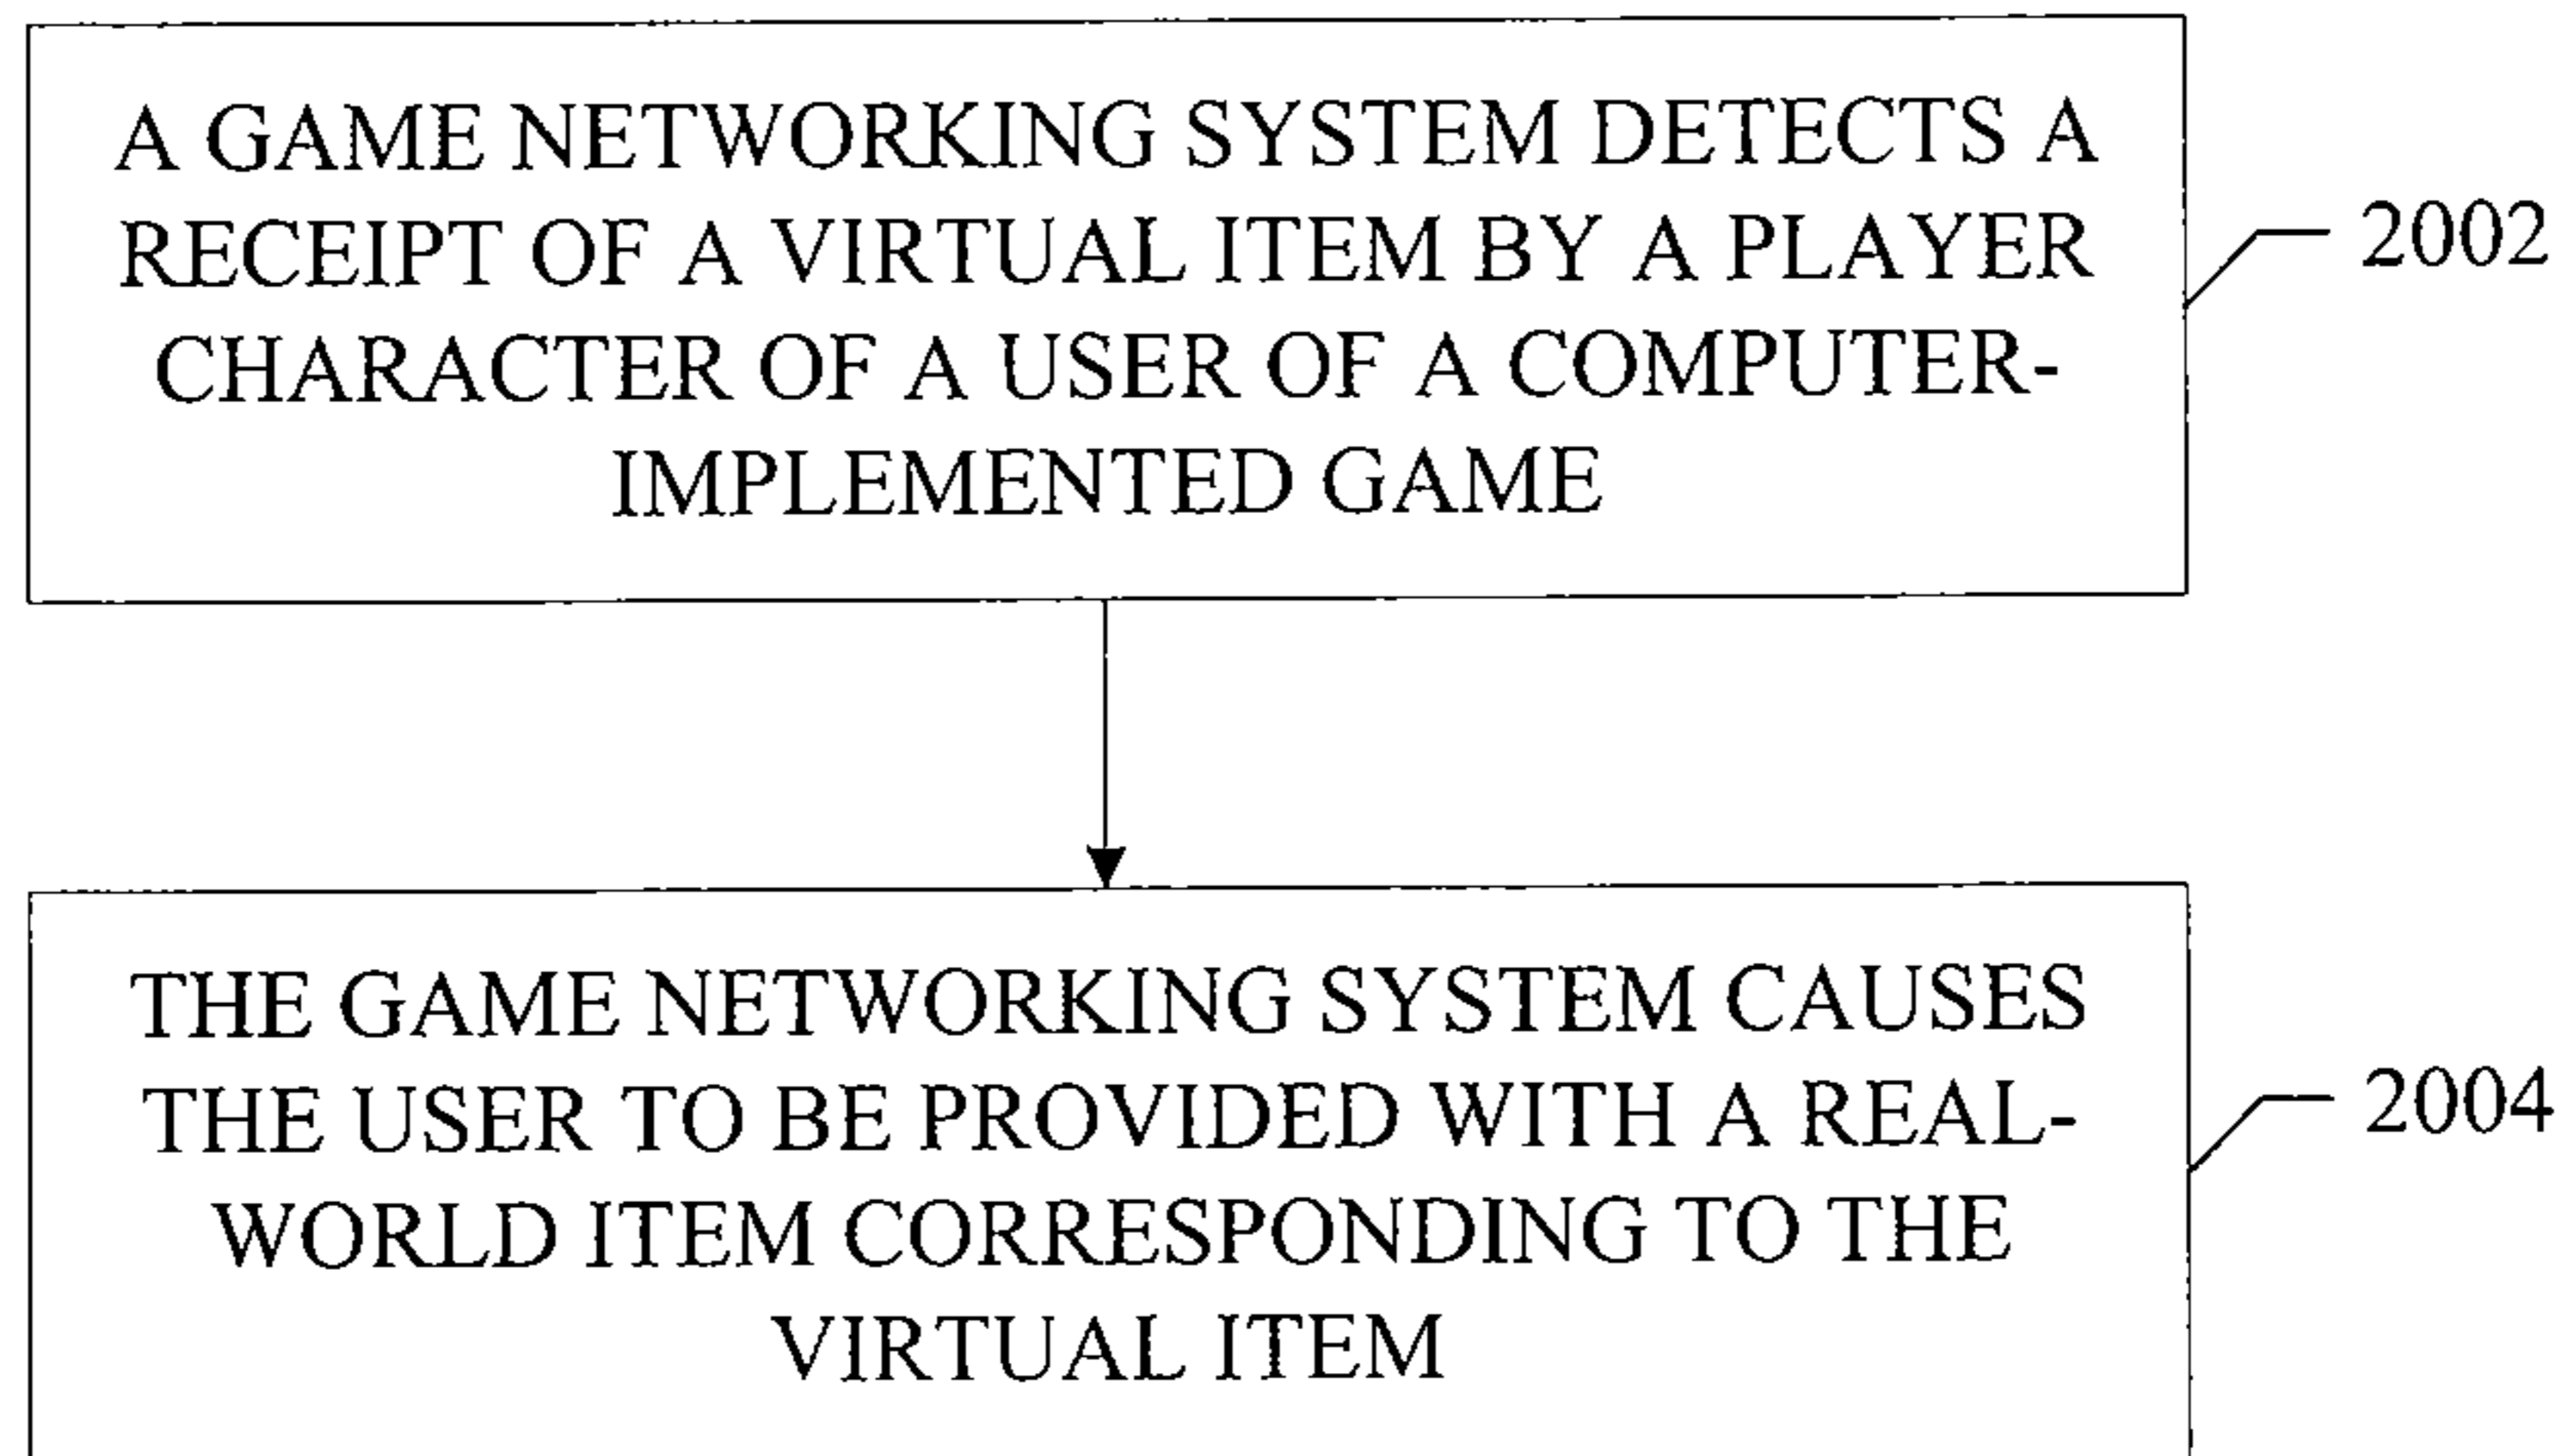 A GAME NETWORKING SYSTEM DETECTS A
RECEIPT OF A VIRTUAL ITEM BY A PLAYER
CHARACTER OF A USER OF A COMPUTER-
IMPLEMENTED GAME
2002
THE GAME NETWORKING SYSTEM CAUSES
THE USER TO BE PROVIDED WITH A REAL-
WORLD ITEM CORRESPONDING TO THE
VIRTUAL ITEM
2004